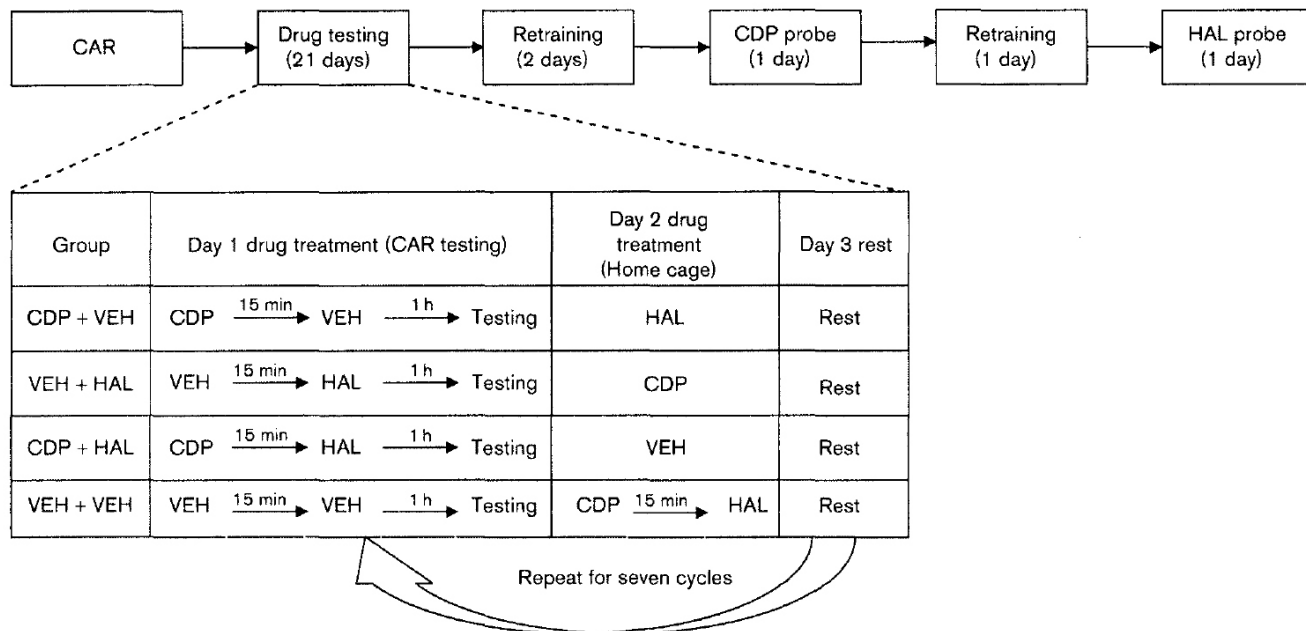 CAR
Drug testing
(21 days)
Retraining
(2 days)
CDP probe
(1 day)
Retraining
(1 day)
HAL probe
(1 day)
Group
Day 1 drug treatment (CAR testing)
Day 2 drug
treatment
(Home cage)
Day 3 rest
CDP + VEH
CDP 15 min VEH 1 h Testing
HAL
Rest
VEH + HAL
VEH 15 min HAL 1 h Testing
CDP
Rest
CDP + HAL
CDP 15 min HAL 1 h Testing
VEH
Rest
VEH + VEH
VEH 15 min VEH 1 h Testing
CDP 15 min HAL
Rest
Repeat for seven cycles